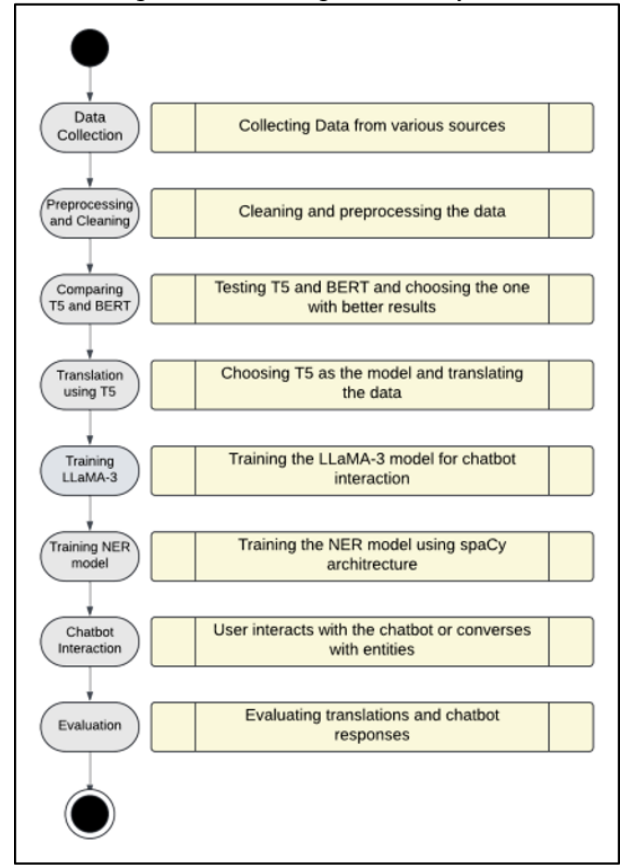 Data
Collection
Collecting Data from various sources
Preprocessing
and Cleaning
Cleaning and preprocessing the data
Comparing
T5 and BERT
Testing T5 and BERT and choosing the one
with better results
Translation
using T5
Choosing T5 as the model and translating
the data
Training
LLaMA-3
Training the LLaMA-3 model for chatbot
interaction
Training NER
model
Training the NER model using spaCy
architrecture
Chatbot
Interaction
User interacts with the chatbot or converses
with entities
Evaluation
Evaluating translations and chatbot
responses